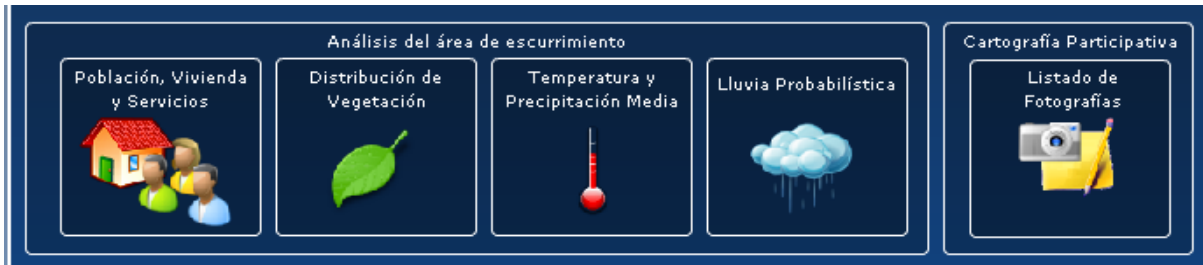 Análisis del área de escurrimiento
Población, Vivienda
y Servicios
Distribución de
Vegetación
Temperatura y
Precipitación Media
Lluvia Probabilística
Cartografía Participativa
Listado de
Fotografías